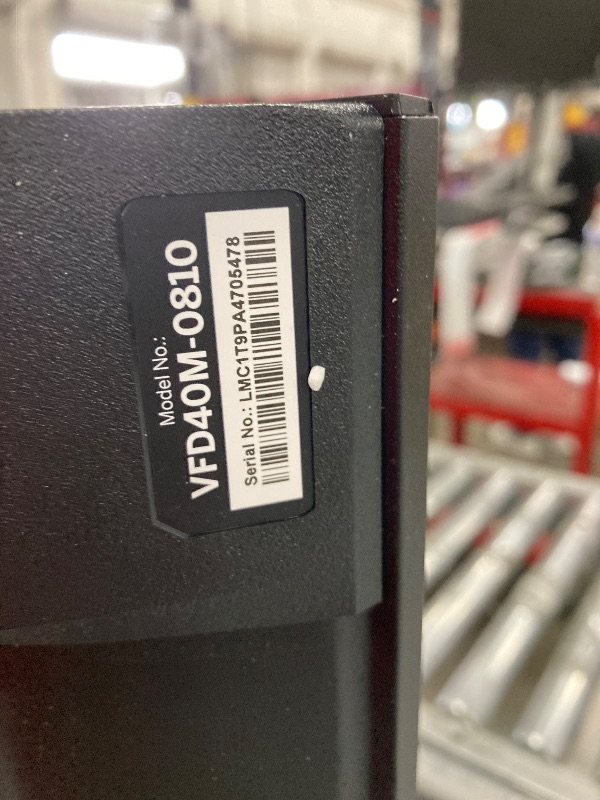 Model No.:
VFD40M-0810
Serial No.: LMC1T9PA4705478